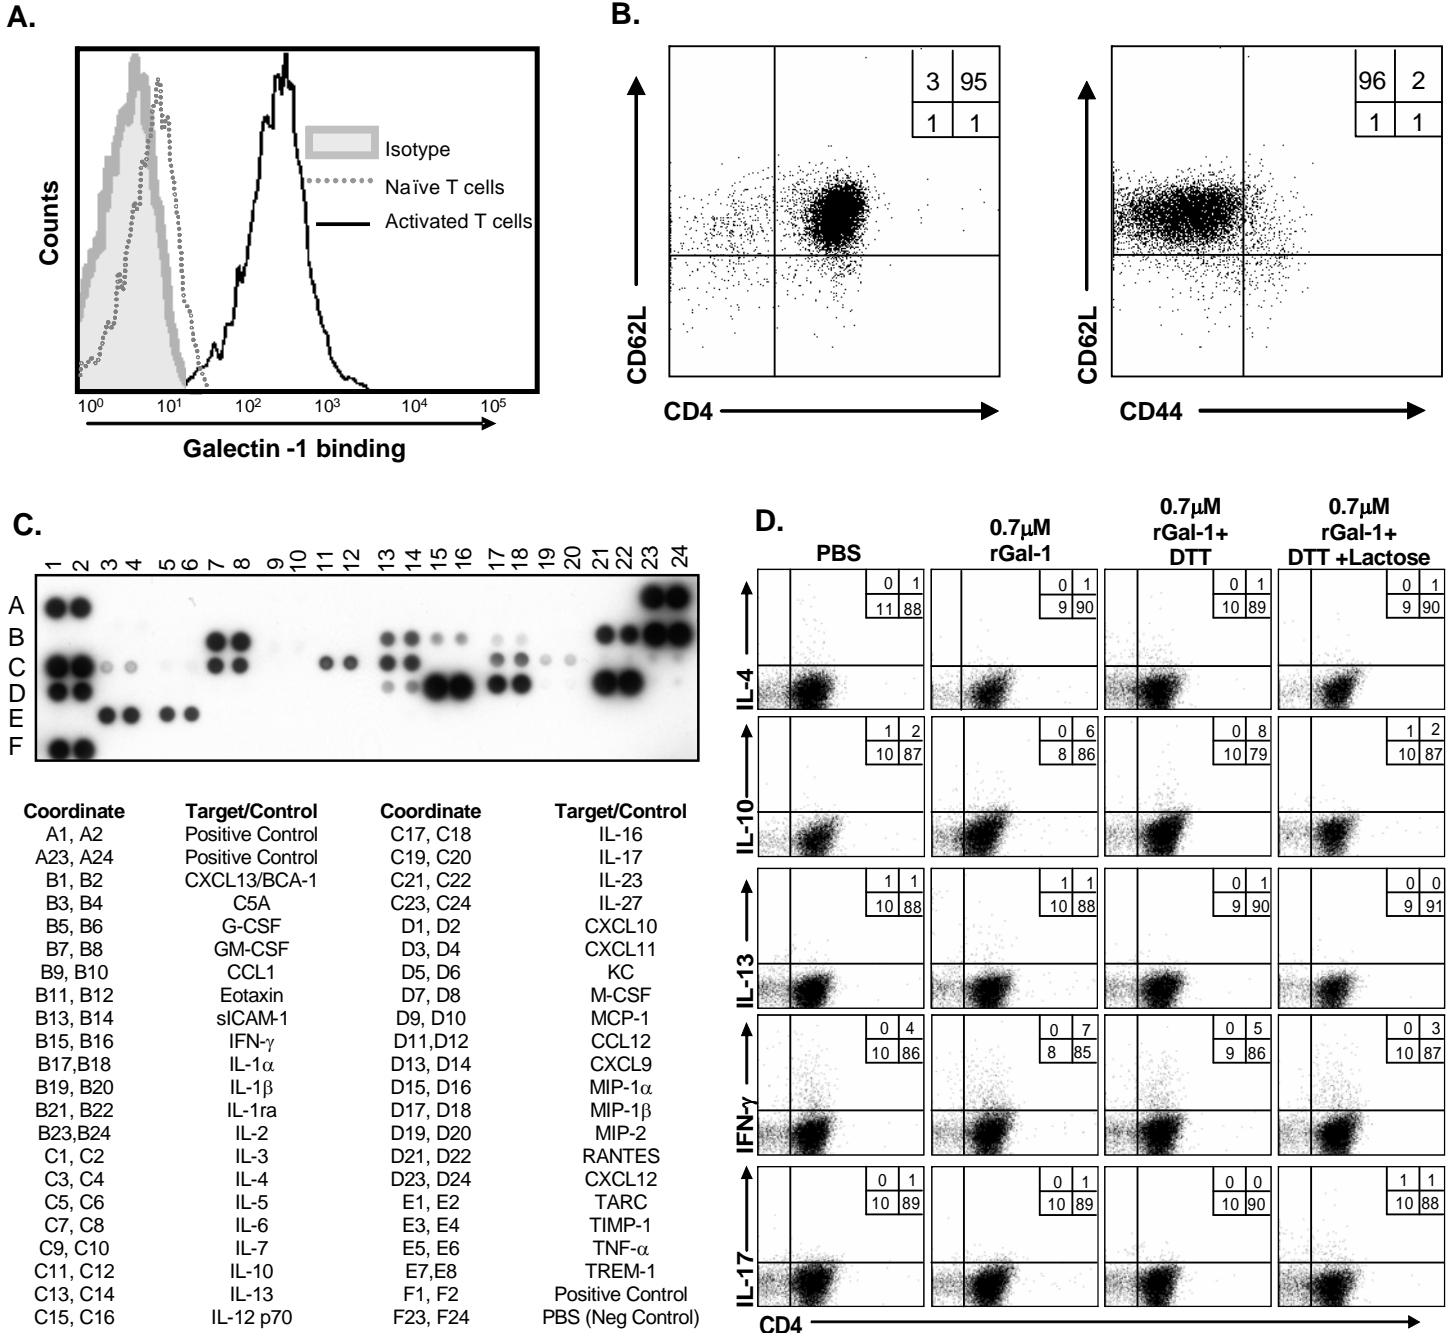 A.
Counts
Isotype
Naïve T cells
Activated T cells
10⁰ 10¹ 10² 10³ 10⁴ 10⁵
Galectin -1 binding
B.
CD62L
3 95
1 1
CD4
CD62L
96 2
1 1
CD44
C.
1 2 3 4 5 6 7 8 9 10 11 12 13 14 15 16 17 18 19 20 21 22 23 24
A
B
C
D
E
F
Coordinate Target/Control Coordinate Target/Control
A1, A2 Positive Control C17, C18 IL-16
A23, A24 Positive Control C19, C20 IL-17
B1, B2 CXCL13/BCA-1 C21, C22 IL-23
B3, B4 C5A C23, C24 IL-27
B5, B6 G-CSF D1, D2 CXCL10
B7, B8 GM-CSF D3, D4 CXCL11
B9, B10 CCL1 D5, D6 KC
B11, B12 Eotaxin D7, D8 M-CSF
B13, B14 sICAM-1 D9, D10 MCP-1
B15, B16 IFN-γ D11,D12 CCL12
B17,B18 IL-1α D13, D14 CXCL9
B19, B20 IL-1β D15, D16 MIP-1α
B21, B22 IL-1ra D17, D18 MIP-1β
B23,B24 IL-2 D19, D20 MIP-2
C1, C2 IL-3 D21, D22 RANTES
C3, C4 IL-4 D23, D24 CXCL12
C5, C6 IL-5 E1, E2 TARC
C7, C8 IL-6 E3, E4 TIMP-1
C9, C10 IL-7 E5, E6 TNF-α
C11, C12 IL-10 E7,E8 TREM-1
C13, C14 IL-13 F1, F2 Positive Control
C15, C16 IL-12 p70 F23, F24 PBS (Neg Control)
D.
PBS
0.7μM
rGal-1
0.7μM
rGal-1+
DTT
0.7μM
rGal-1+
DTT +Lactose
IL-4
0 1 0 1 0 1 0 1
11 88 9 90 10 89 9 90
IL-10
1 2 0 6 0 8 1 2
10 87 8 86 10 79 10 87
IL-13
1 1 1 1 0 1 0 0
10 88 10 88 9 90 9 91
IFN-γ
0 4 0 7 0 5 0 3
10 86 8 85 9 86 10 87
IL-17
0 1 0 1 0 0 1 1
10 89 10 89 10 90 10 88
CD4